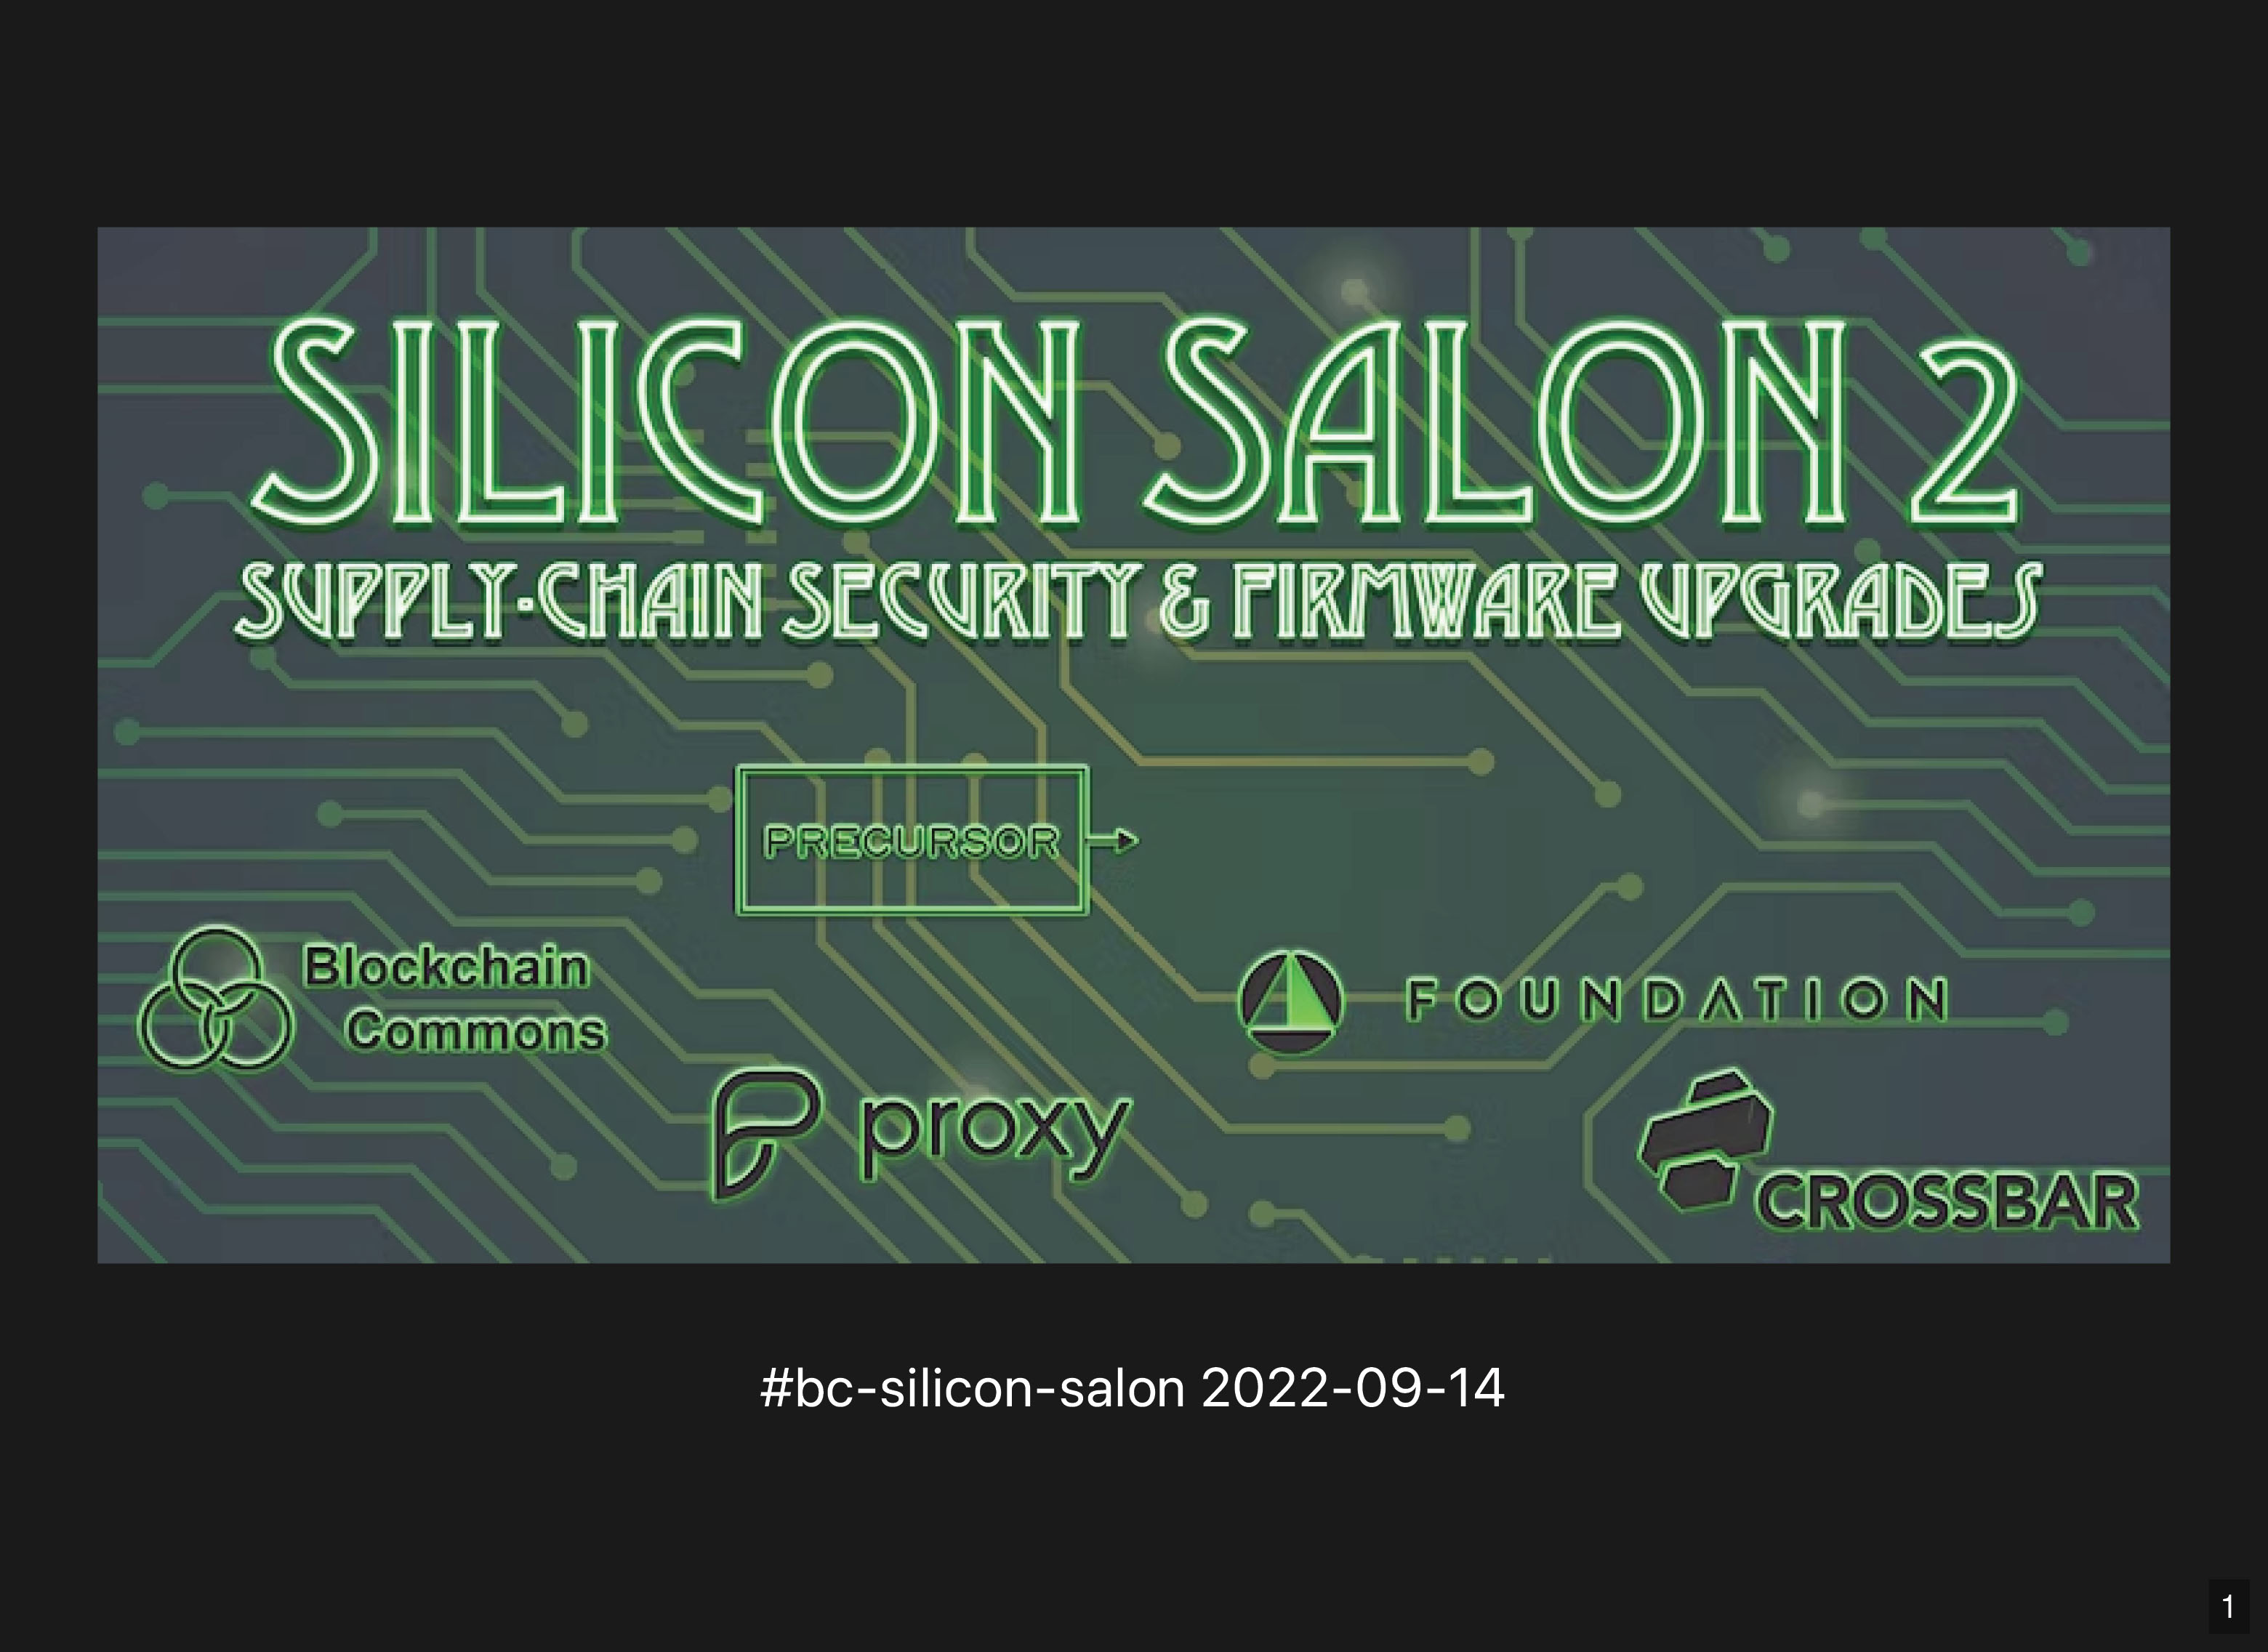 SILICON SALON 2
SUPPLY-CHAIN SECURITY & FIRMWARE UPGRADES
PRECURSOR
Blockchain
Commons
FOUNDATION
proxy
CROSSBAR
#bc-silicon-salon 2022-09-14
1